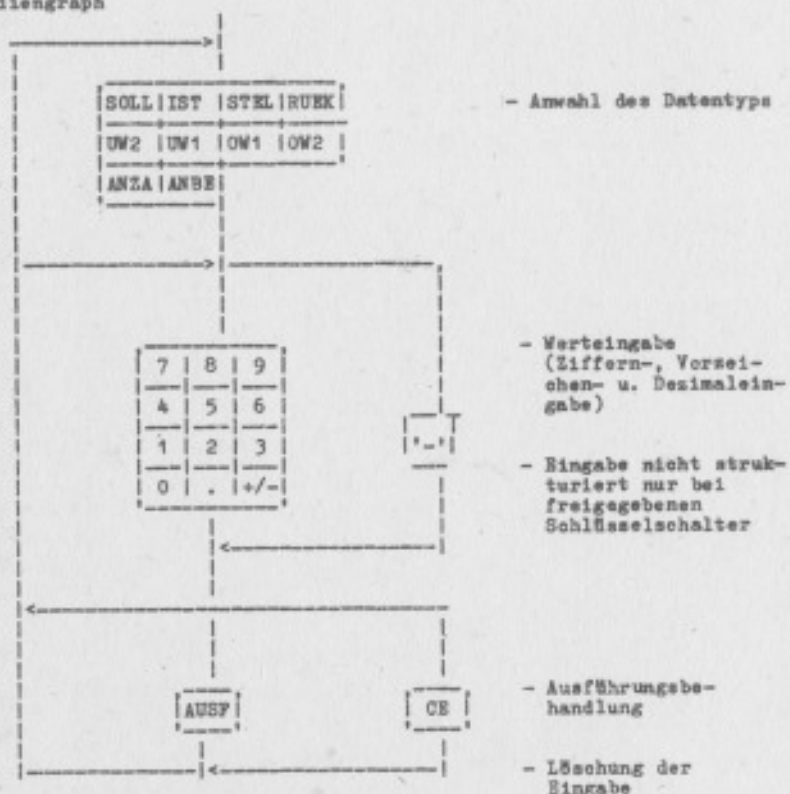 SOLL IST STEL RUEK
- Anwahl des Datentyps
UW2 UW1 OW1 OW2
ANZA ANBE
7 8 9
- Werteingabe
(Ziffern-, Vorzei-
chen- u. Dezimalein-
gabe)
4 5 6
1 2 3
'-'
- Eingabe nicht struk-
turiert nur bei
freigegebenen
Schlüsselschalter
0 . +/-
AUSF
CE
- Ausführungsbe-
handlung
- Löschung der
Eingabe